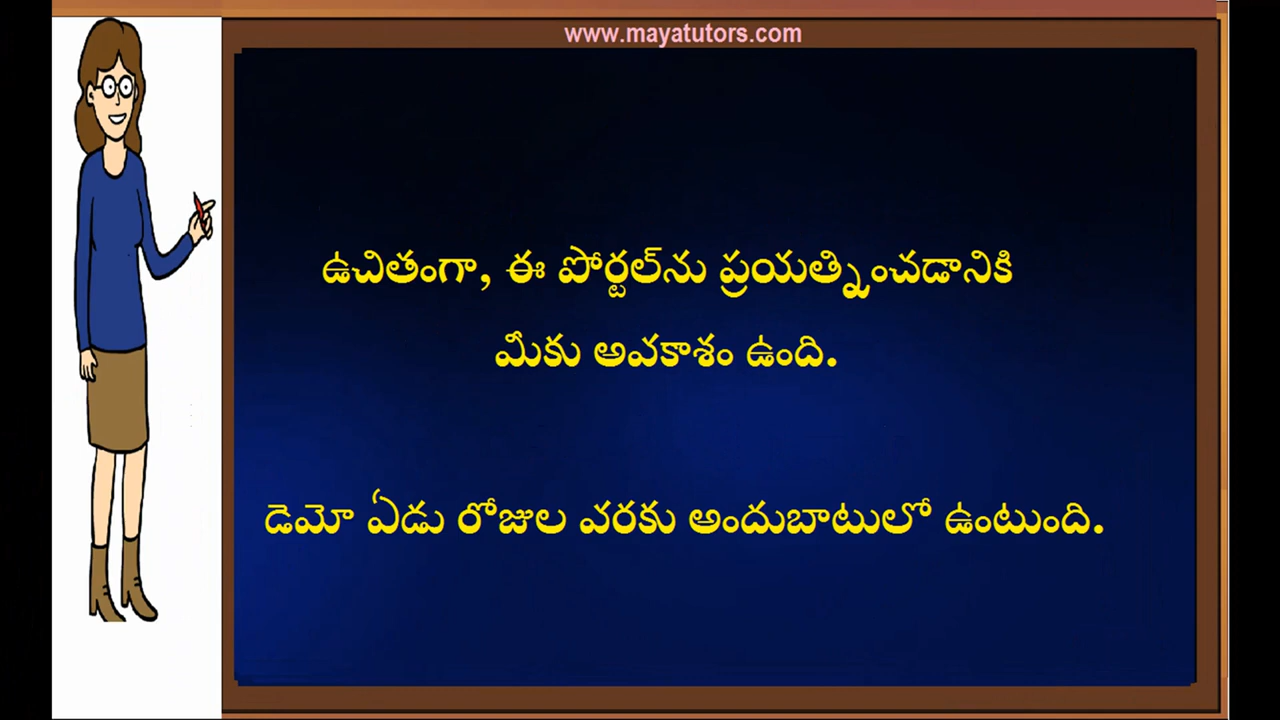 www.mayatutors.com
ఉచితంగా, ఈ పోర్టల్‌ను ప్రయత్నించడానికి
మీకు అవకాశం ఉంది.
డెమో ఏడు రోజుల వరకు అందుబాటులో ఉంటుంది.